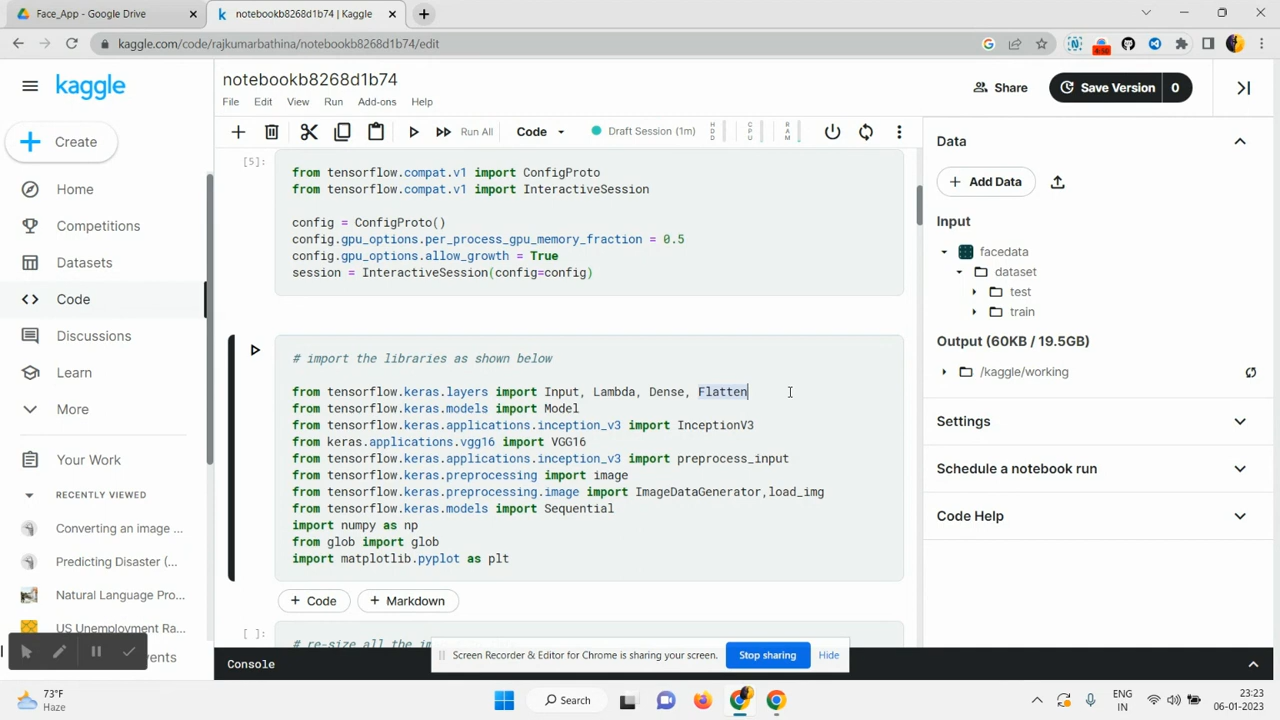 Face_App - Google Drive
notebookb8268d1b74 | Kaggle
kaggle.com/code/rajkumarbathina/notebookb8268d1b74/edit
4:50
kaggle
Create
Home
Competitions
Datasets
Code
Discussions
Learn
More
Your Work
RECENTLY VIEWED
Converting an image ...
Predicting Disaster (...
Natural Language Pro...
US Unemployment Ra...
notebookb8268d1b74
File Edit View Run Add-ons Help
Share
Save Version 0
Run All
Code
Draft Session (1m)
HDD
CPU
RAM
[5]:
from tensorflow.compat.v1 import ConfigProto
from tensorflow.compat.v1 import InteractiveSession
config = ConfigProto()
config.gpu_options.per_process_gpu_memory_fraction = 0.5
config.gpu_options.allow_growth = True
session = InteractiveSession(config=config)
# import the libraries as shown below
from tensorflow.keras.layers import Input, Lambda, Dense, Flatten
from tensorflow.keras.models import Model
from tensorflow.keras.applications.inception_v3 import InceptionV3
from keras.applications.vgg16 import VGG16
from tensorflow.keras.applications.inception_v3 import preprocess_input
from tensorflow.keras.preprocessing import image
from tensorflow.keras.preprocessing.image import ImageDataGenerator,load_img
from tensorflow.keras.models import Sequential
import numpy as np
from glob import glob
import matplotlib.pyplot as plt
+ Code + Markdown
[ ]:
# re-size all the im
Console
Data
Add Data
Input
facedata
dataset
test
train
Output (60KB / 19.5GB)
/kaggle/working
Settings
Schedule a notebook run
Code Help
Screen Recorder & Editor for Chrome is sharing your screen.
Stop sharing
Hide
73°F
Haze
Search
ENG
IN
23:23
06-01-2023